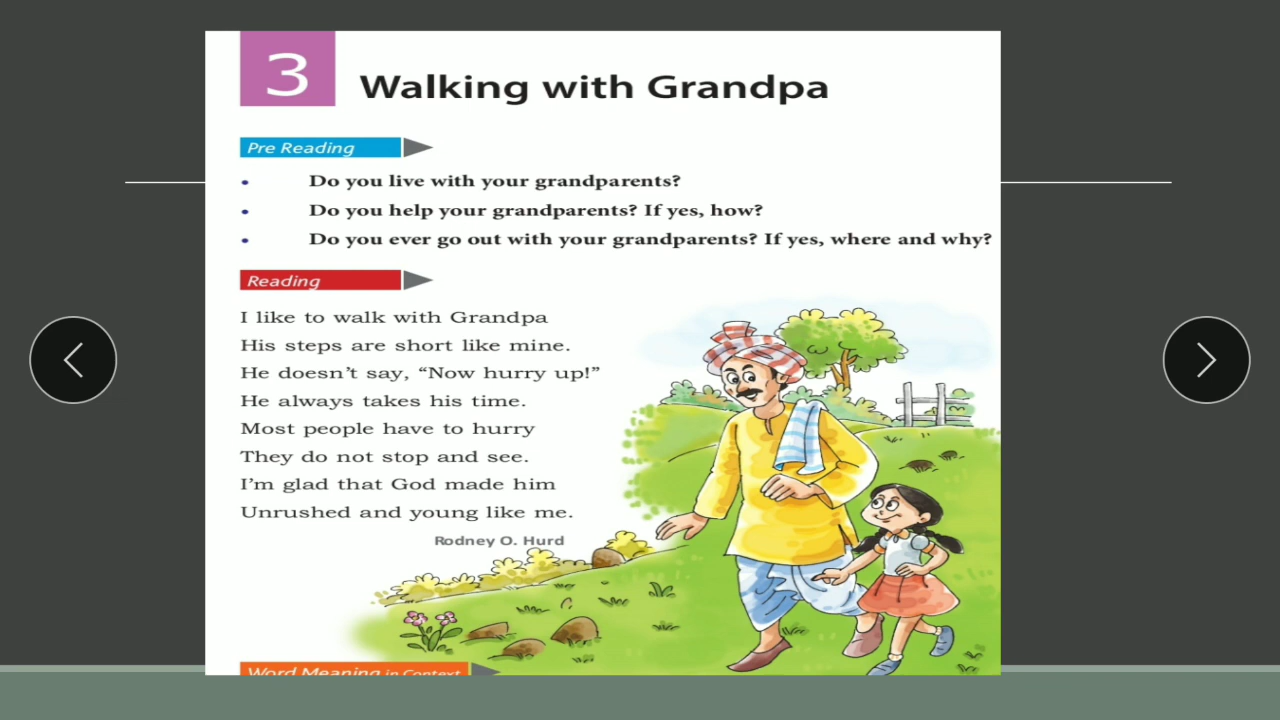 3
Walking with Grandpa
Pre Reading
• Do you live with your grandparents?
• Do you help your grandparents? If yes, how?
• Do you ever go out with your grandparents? If yes, where and why?
Reading
I like to walk with Grandpa
His steps are short like mine.
He doesn't say, “Now hurry up!”
He always takes his time.
Most people have to hurry
They do not stop and see.
I'm glad that God made him
Unrushed and young like me.
Rodney O. Hurd
Word Meaning in Context